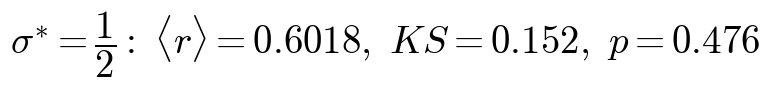 σ* = 1/2 : ⟨r⟩ = 0.6018, KS = 0.152, p = 0.476